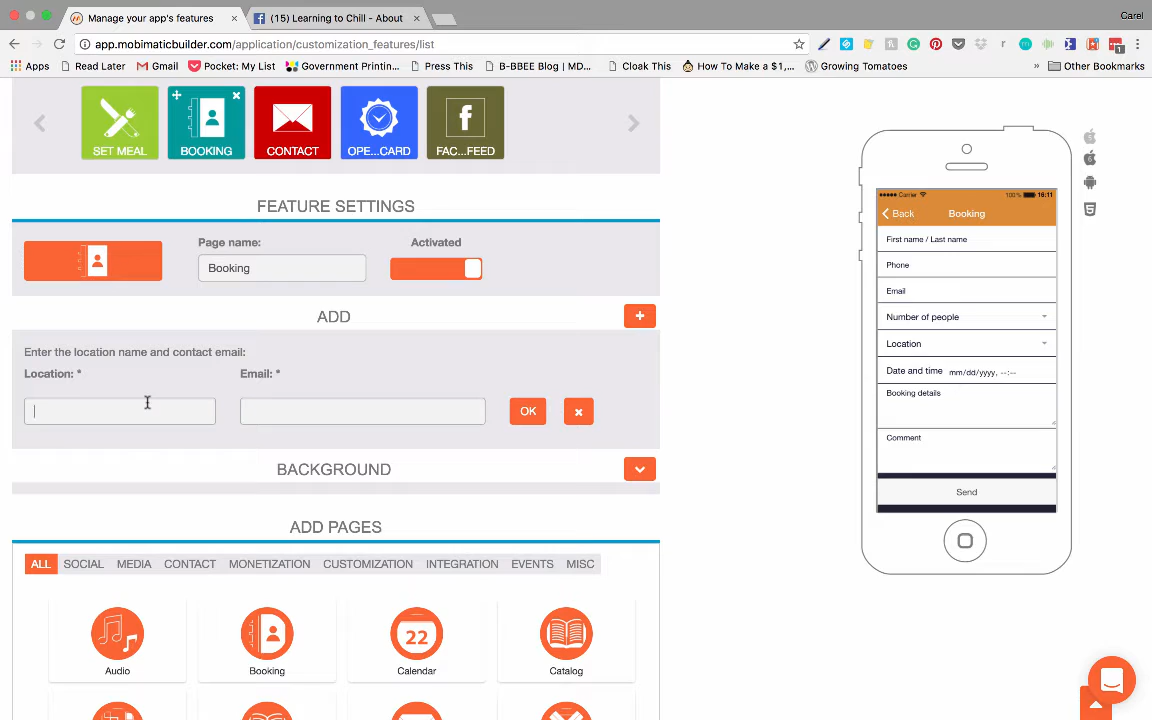 Manage your app's features
(15) Learning to Chill - About
Carel
app.mobimaticbuilder.com/application/customization_features/list
Apps
Read Later
Gmail
Pocket: My List
Government Printin...
Press This
B-BBEE Blog | MD...
Cloak This
How To Make a $1,...
Growing Tomatoes
»
Other Bookmarks
SET MEAL
BOOKING
CONTACT
OPE...CARD
FAC...FEED
FEATURE SETTINGS
Page name:
Activated
Booking
ADD
Enter the location name and contact email:
Location: *
Email: *
OK
BACKGROUND
ADD PAGES
ALL
SOCIAL
MEDIA
CONTACT
MONETIZATION
CUSTOMIZATION
INTEGRATION
EVENTS
MISC
Audio
Booking
22
Calendar
Catalog
Carrier
100%
16:11
Back
Booking
First name / Last name
Phone
Email
Number of people
Location
Date and time
mm/dd/yyyy, --:--
Booking details
Comment
Send